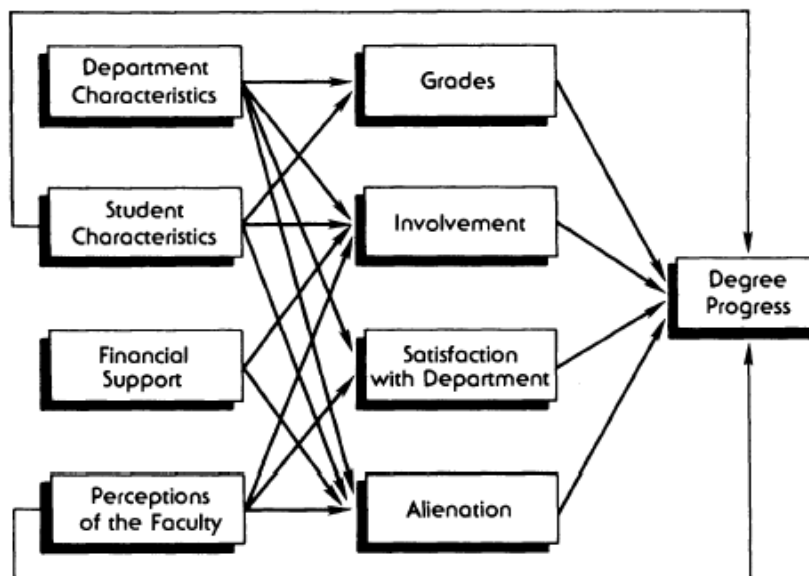 Department
Characteristics
Grades
Student
Characteristics
Involvement
Degree
Progress
Financial
Support
Satisfaction
with Department
Perceptions
of the Faculty
Alienation